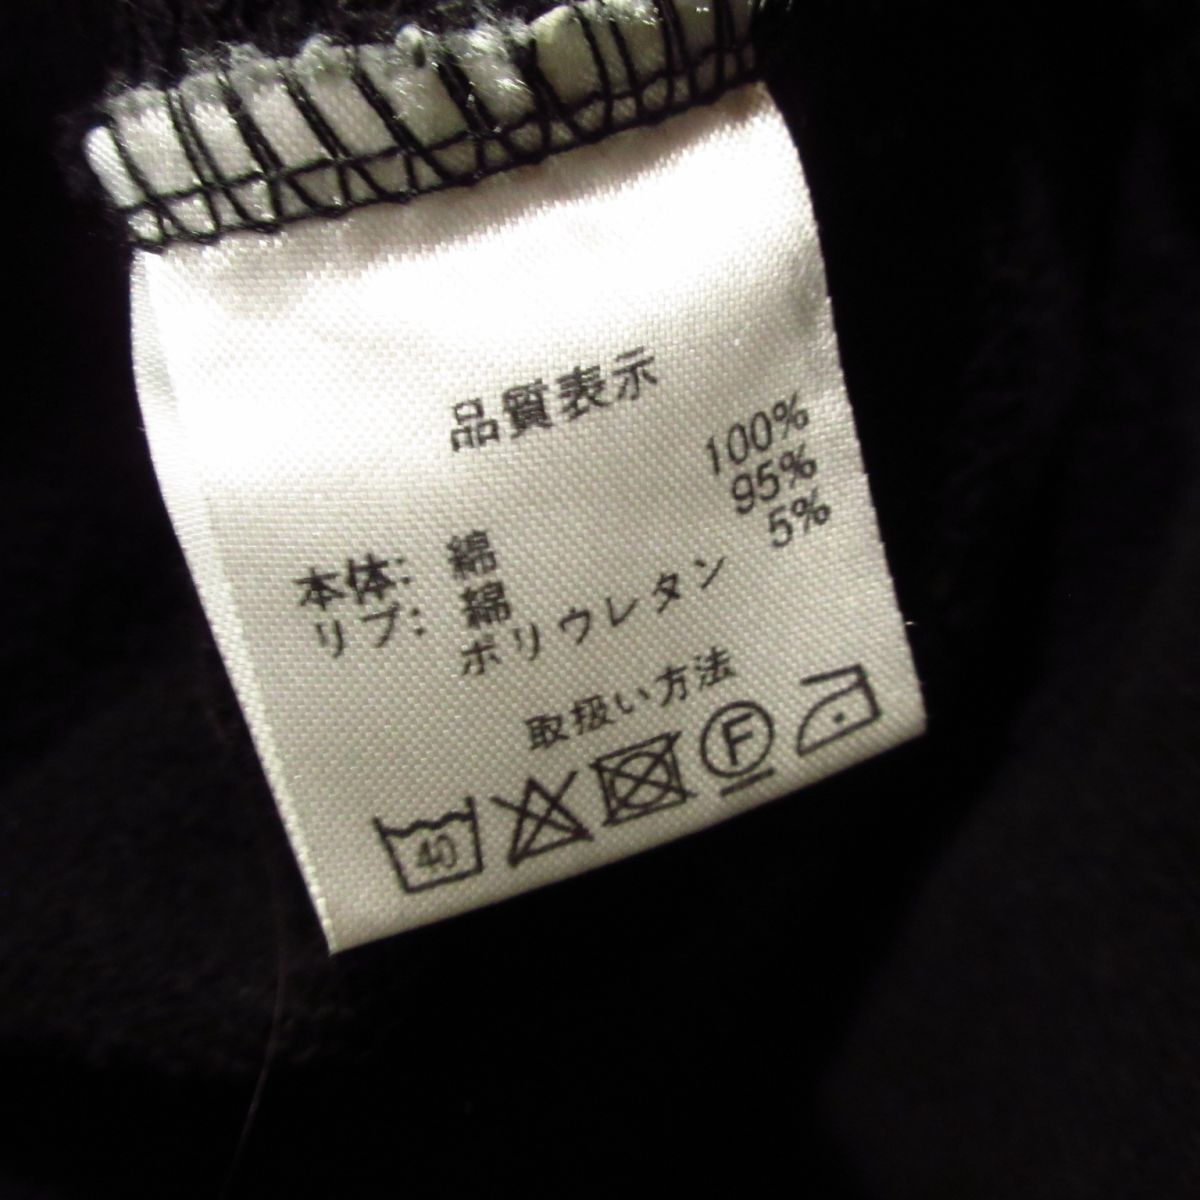 品質表示
本体: 綿 100%
リブ: 綿 95%
ポリウレタン 5%
取扱い方法
40 F